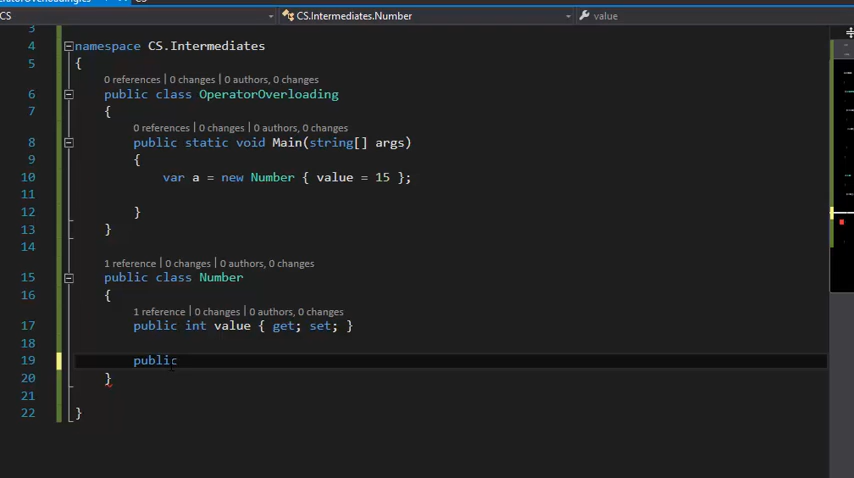 CS
CS.Intermediates.Number
value
3
4 namespace CS.Intermediates
5 {
0 references | 0 changes | 0 authors, 0 changes
6 public class OperatorOverloading
7 {
0 references | 0 changes | 0 authors, 0 changes
8 public static void Main(string[] args)
9 {
10 var a = new Number { value = 15 };
11
12 }
13 }
14
1 reference | 0 changes | 0 authors, 0 changes
15 public class Number
16 {
1 reference | 0 changes | 0 authors, 0 changes
17 public int value { get; set; }
18
19 public
20 }
21
22 }